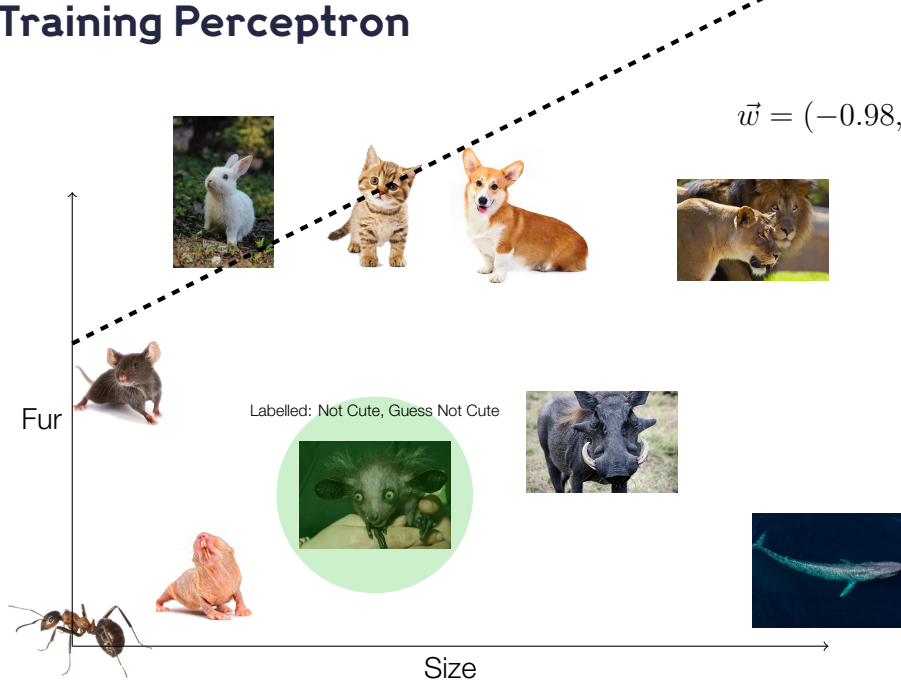 Training Perceptron
w⃗ = (−0.98,
Labelled: Not Cute, Guess Not Cute
Fur
Size